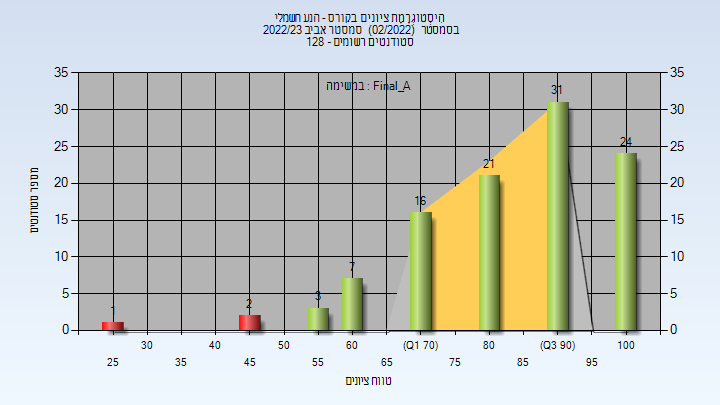 היסטוגרמת ציונים בקורס - הנע חשמלי
בסמסטר (02/2022) סמסטר אביב 2022/23
סטודנטים רשומים - 128
במשימה : Final_A
35 35
30 30
25 25
20 20
15 15
10 10
5 5
0 0
1 2 3 7 16 21 31 24
מספר סטודנטים
30 40 50 60 (Q1 70) 80 (Q3 90) 100
25 35 45 55 65 75 85 95
טווח ציונים